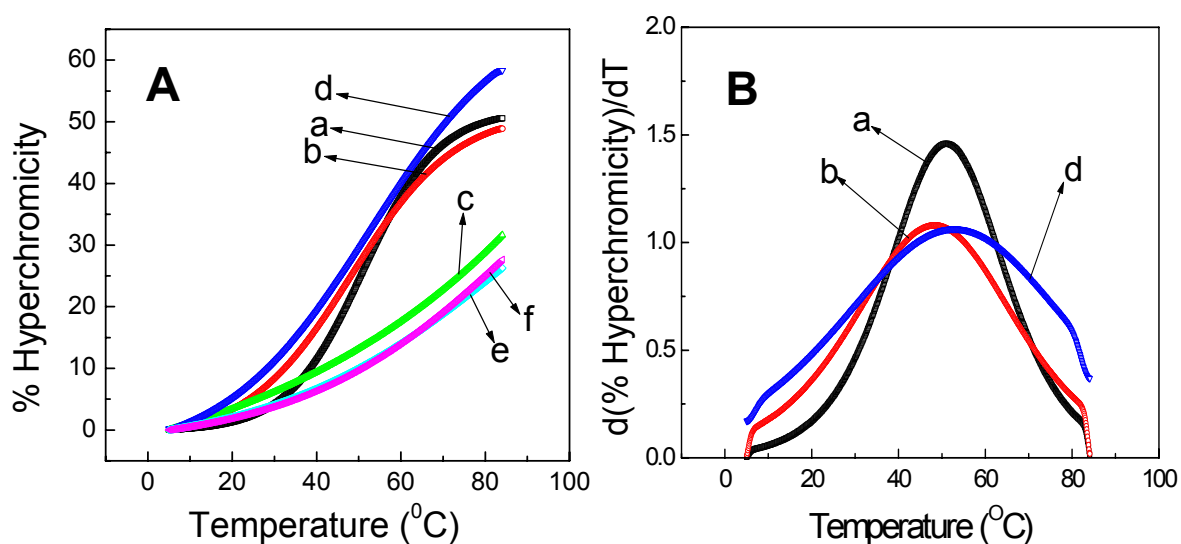 A
% Hyperchromicity
60
50
40
30
20
10
0
d
a
b
c
f
e
0 20 40 60 80 100
Temperature (⁰C)
B
d(% Hyperchromicity)/dT
2.0
1.5
1.0
0.5
0.0
a
b
d
0 20 40 60 80 100
Temperature (ᴼC)